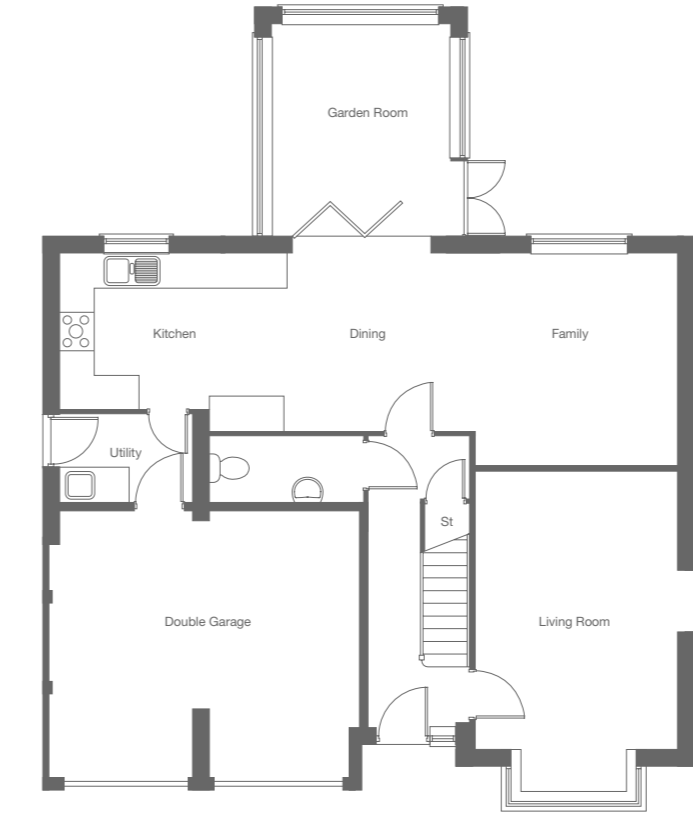 Garden Room
Kitchen
Dining
Family
Utility
St
Double Garage
Living Room